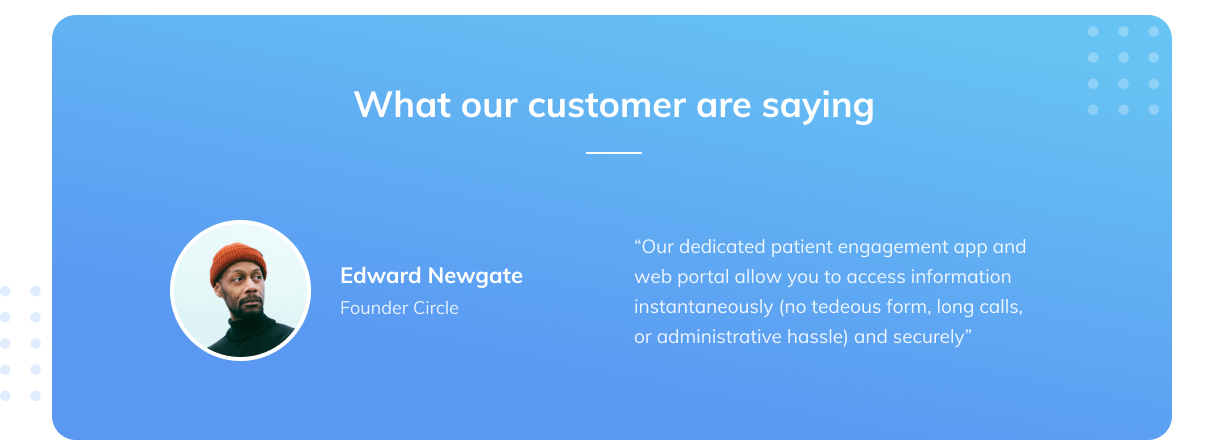 What our customer are saying
Edward Newgate
Founder Circle
“Our dedicated patient engagement app and
web portal allow you to access information
instantaneously (no tedeous form, long calls,
or administrative hassle) and securely”